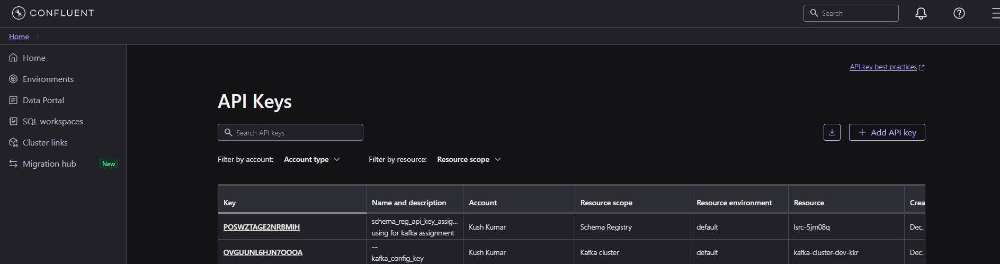 CONFLUENT
Search
Home
Home
Environments
Data Portal
SQL workspaces
Cluster links
Migration hub New
API key best practices
API Keys
Search API keys
Add API key
Filter by account: Account type Filter by resource: Resource scope
Key Name and description Account Resource scope Resource environment Resource Crea
POSWZTAGE2NRBMIH schema_reg_api_key_assig... Kush Kumar Schema Registry default lsrc-5jm08q Dec.
using for kafka assignment
OVGUUNL6HJN7OOOA -- Kush Kumar Kafka cluster default kafka-cluster-dev-kkr Dec.
kafka_config_key